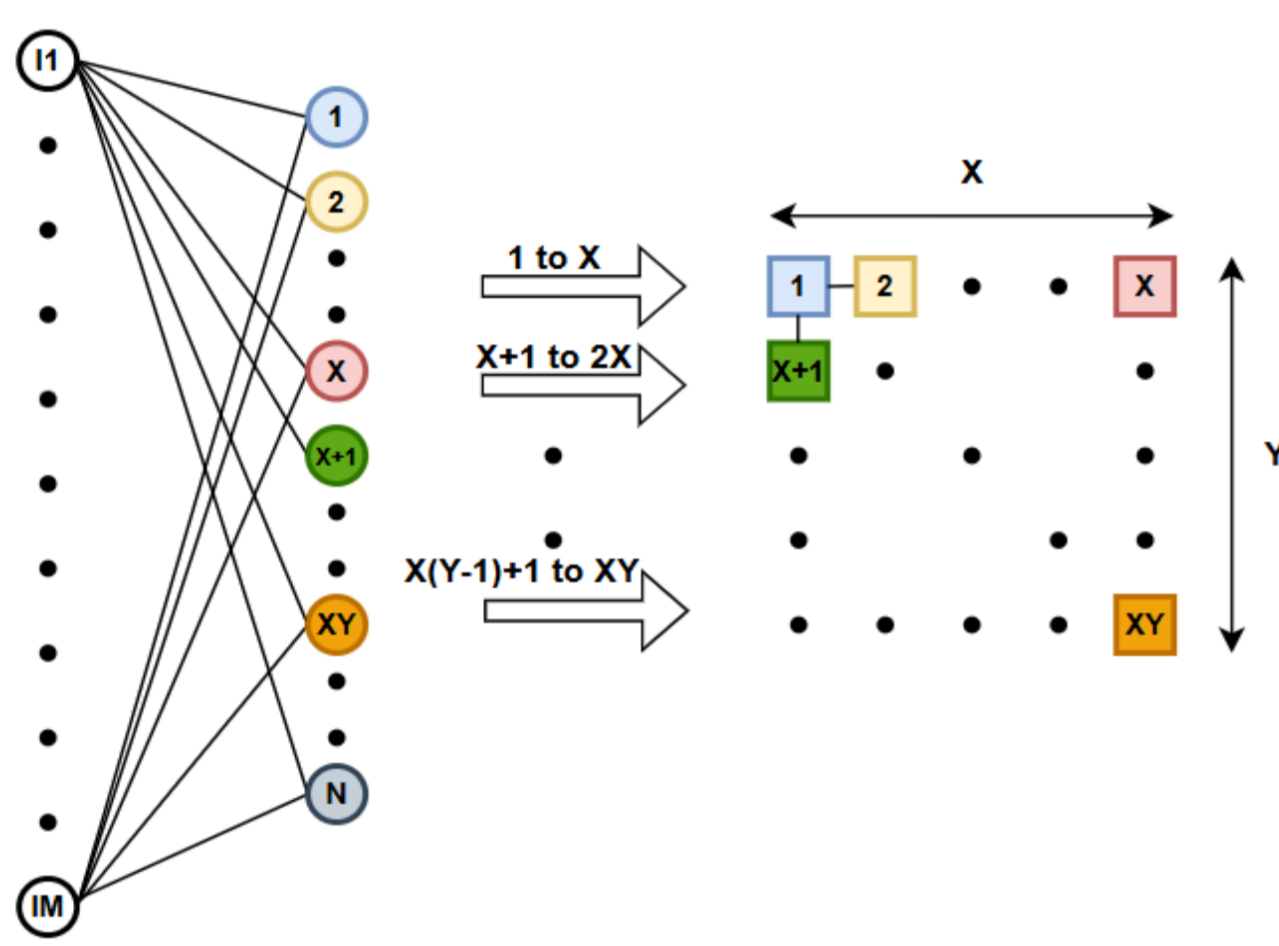 I1
1
2
X
X+1
XY
N
IM
1 to X
X+1 to 2X
X(Y-1)+1 to XY
X
1 2 X
X+1
XY
Y